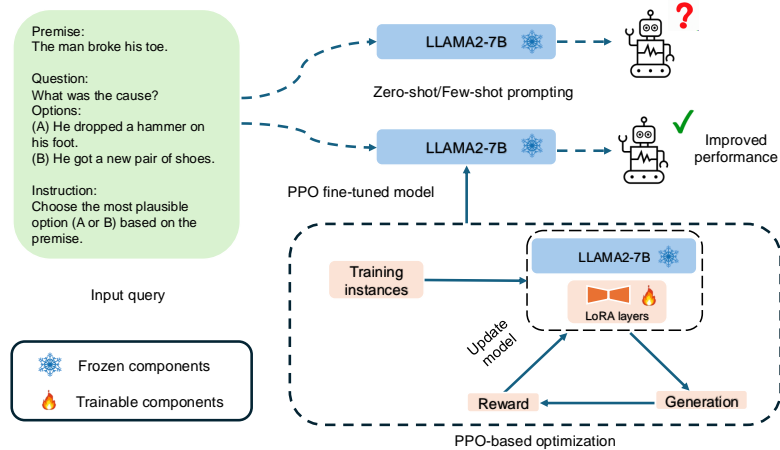 Premise:
The man broke his toe.
Question:
What was the cause?
Options:
(A) He dropped a hammer on
his foot.
(B) He got a new pair of shoes.
Instruction:
Choose the most plausible
option (A or B) based on the
premise.
Input query
LLAMA2-7B
?
Zero-shot/Few-shot prompting
LLAMA2-7B
Improved
performance
PPO fine-tuned model
Training
instances
LLAMA2-7B
LoRA layers
Update
model
Reward
Generation
PPO-based optimization
Frozen components
Trainable components